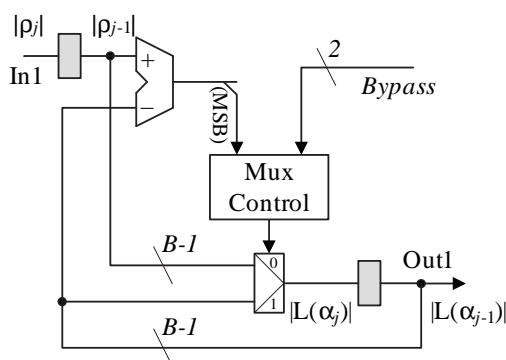 |ρj|
|ρj-1|
In1
+
−
(MSB)
2
Bypass
Mux
Control
B-1
0
1
Out1
|L(αj)|
|L(αj-1)|
B-1